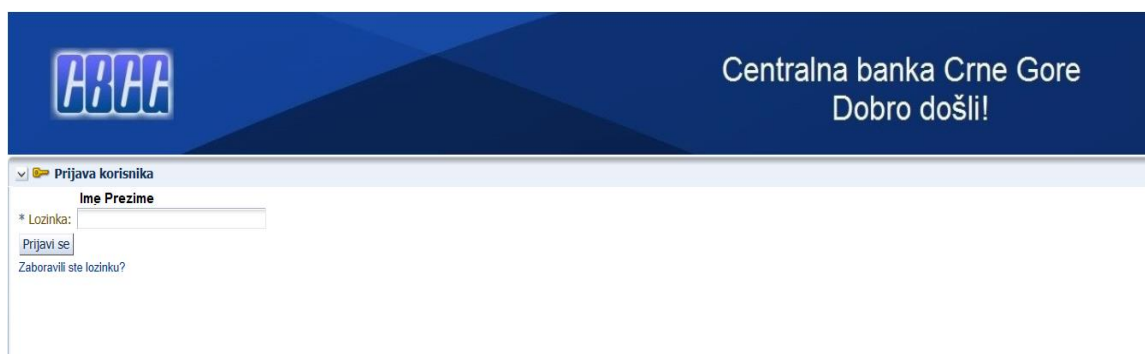 CBCG
Centralna banka Crne Gore
Dobro došli!
Prijava korisnika
Ime Prezime
* Lozinka:
Prijavi se
Zaboravili ste lozinku?